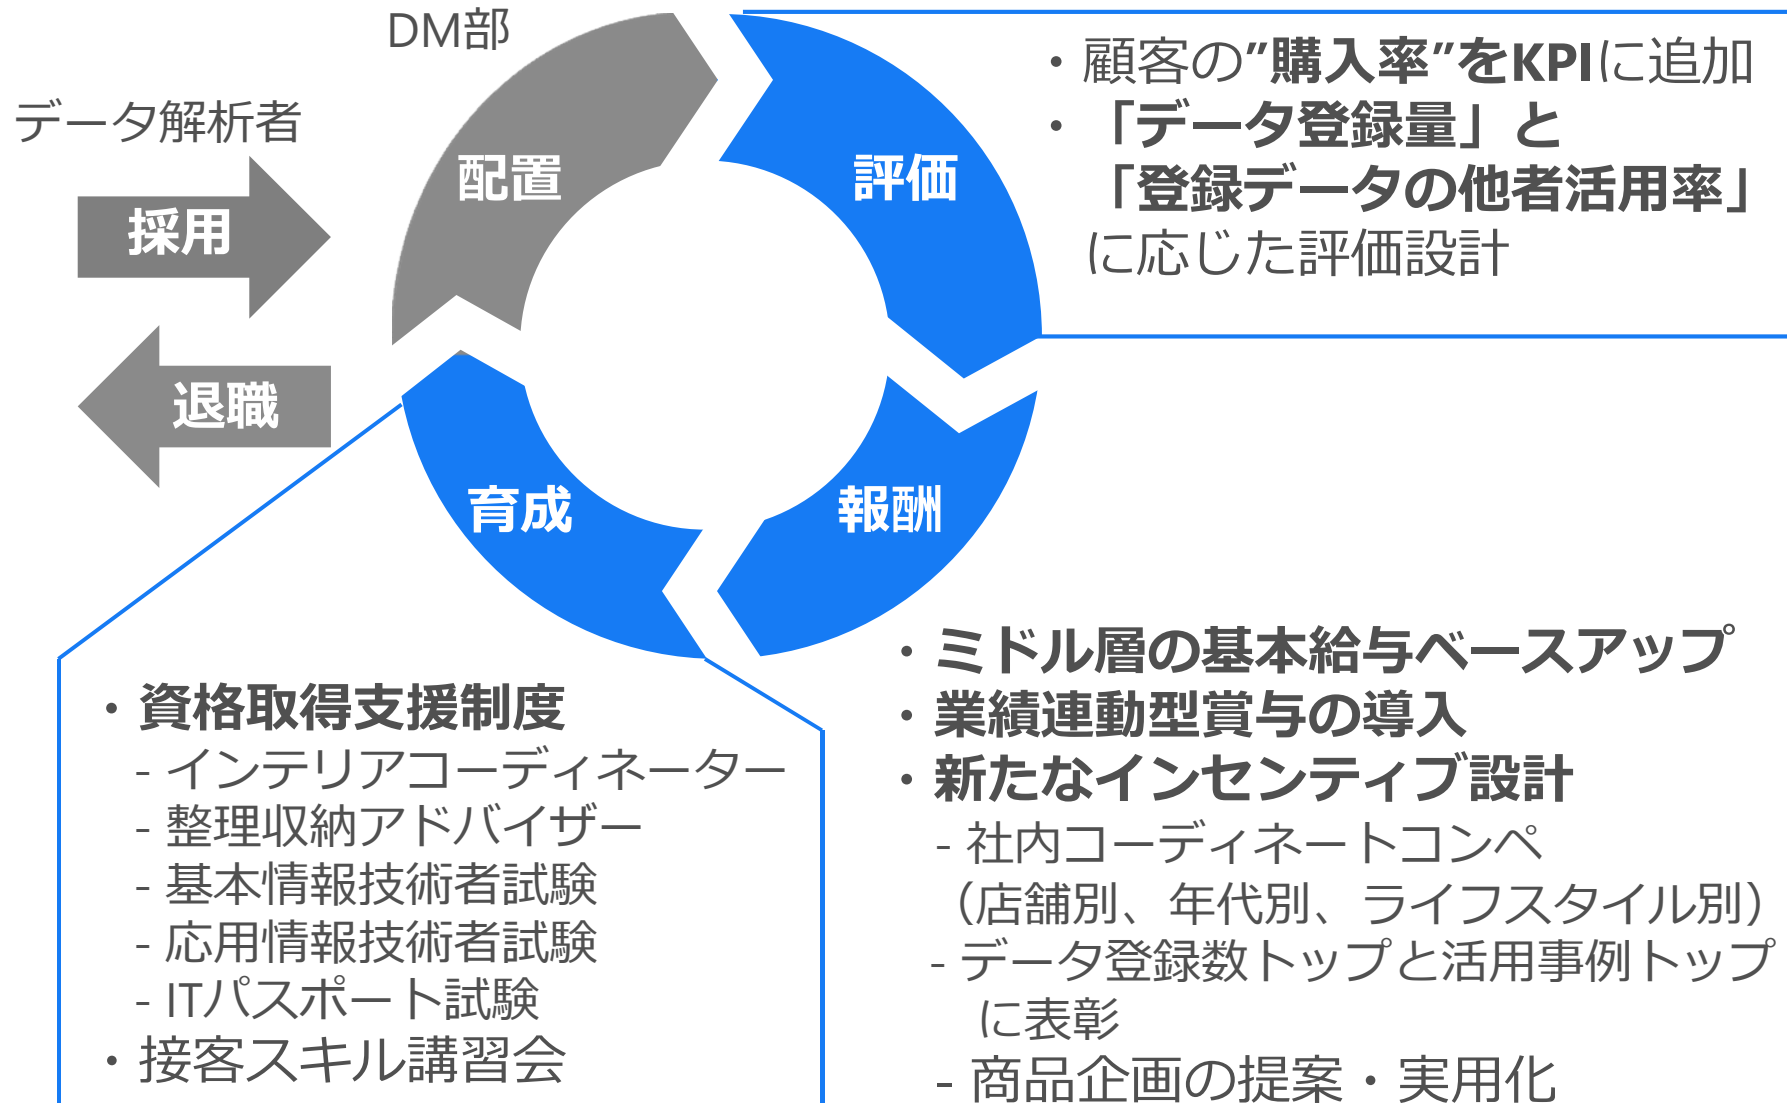 DM部
データ解析者
採用
退職
配置
評価
報酬
育成
・顧客の”購入率”をKPIに追加
・「データ登録量」と
「登録データの他者活用率」
に応じた評価設計
・資格取得支援制度
- インテリアコーディネーター
- 整理収納アドバイザー
- 基本情報技術者試験
- 応用情報技術者試験
- ITパスポート試験
・接客スキル講習会
・ミドル層の基本給与ベースアップ
・業績連動型賞与の導入
・新たなインセンティブ設計
- 社内コーディネートコンペ
（店舗別、年代別、ライフスタイル別）
- データ登録数トップと活用事例トップ
に表彰
- 商品企画の提案・実用化